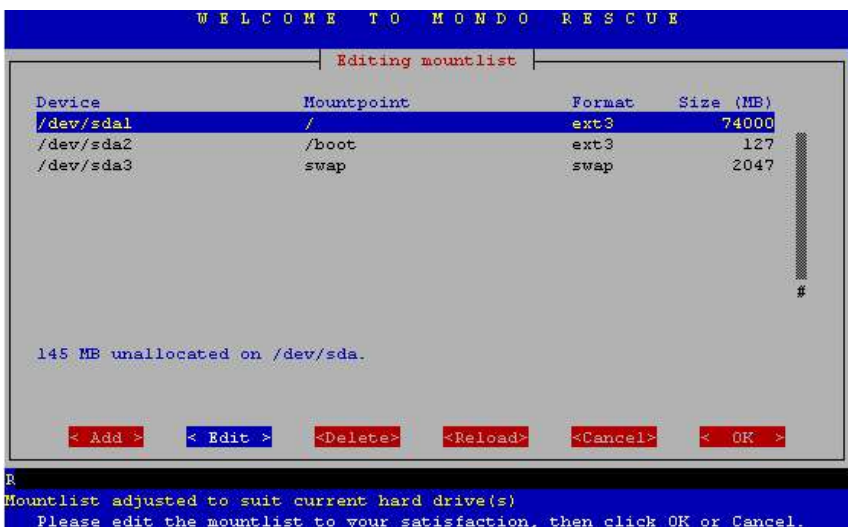 WELCOME TO MONDO RESCUE
Editing mountlist
Device Mountpoint Format Size (MB)
/dev/sda1 / ext3 74000
/dev/sda2 /boot ext3 127
/dev/sda3 swap swap 2047
#
145 MB unallocated on /dev/sda.
< Add > < Edit > <Delete> <Reload> <Cancel> < OK >
R
Mountlist adjusted to suit current hard drive(s)
Please edit the mountlist to your satisfaction, then click OK or Cancel.